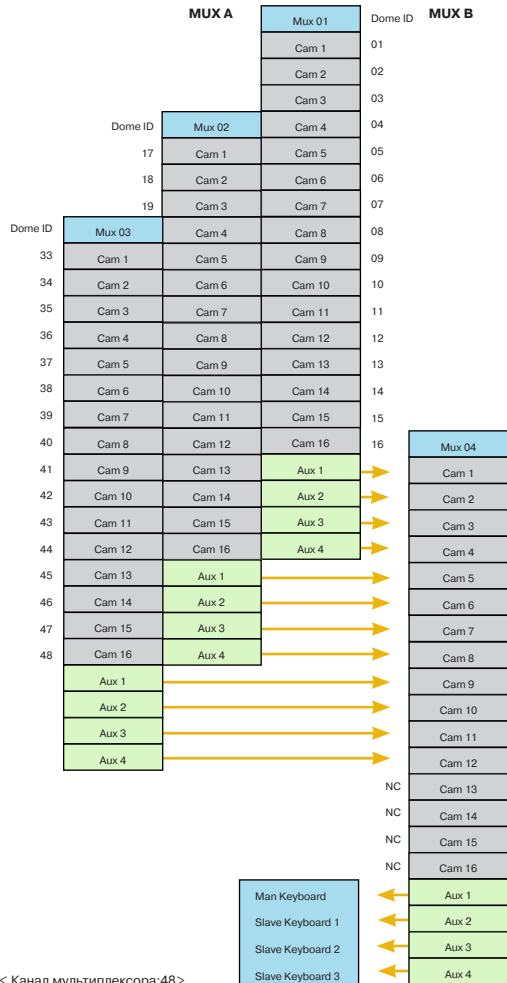 MUX A
MUX B
Mux 01
Dome ID
Cam 1
01
Cam 2
02
Cam 3
03
Cam 4
04
Cam 5
05
Cam 6
06
Cam 7
07
Cam 8
08
Cam 9
09
Cam 10
10
Cam 11
11
Cam 12
12
Cam 13
13
Cam 14
14
Cam 15
15
Cam 16
16
Aux 1
Aux 2
Aux 3
Aux 4
Dome ID
Mux 02
17
Cam 1
18
Cam 2
19
Cam 3
Cam 4
Cam 5
Cam 6
Cam 7
Cam 8
Cam 9
Cam 10
Cam 11
Cam 12
Cam 13
Cam 14
Cam 15
Cam 16
Aux 1
Aux 2
Aux 3
Aux 4
Dome ID
Mux 03
33
Cam 1
34
Cam 2
35
Cam 3
36
Cam 4
37
Cam 5
38
Cam 6
39
Cam 7
40
Cam 8
41
Cam 9
42
Cam 10
43
Cam 11
44
Cam 12
45
Cam 13
46
Cam 14
47
Cam 15
48
Cam 16
Aux 1
Aux 2
Aux 3
Aux 4
Mux 04
Cam 1
Cam 2
Cam 3
Cam 4
Cam 5
Cam 6
Cam 7
Cam 8
Cam 9
Cam 10
Cam 11
Cam 12
NC
Cam 13
NC
Cam 14
NC
Cam 15
NC
Cam 16
Aux 1
Aux 2
Aux 3
Aux 4
Man Keyboard
Slave Keyboard 1
Slave Keyboard 2
Slave Keyboard 3
< Канал мультиплексора:48>